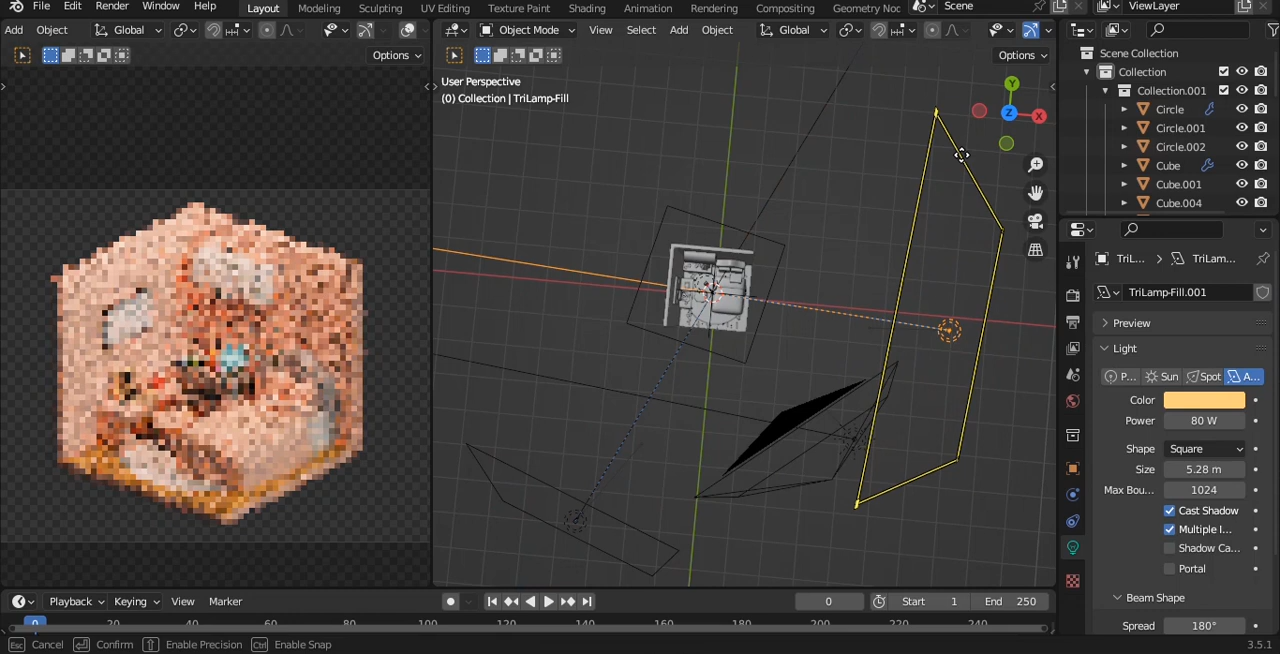 File Edit Render Window Help Layout Modeling Sculpting UV Editing Texture Paint Shading Animation Rendering Compositing Geometry Noc Scene ViewLayer
Add Object Global Object Mode View Select Add Object Global
Options Options
User Perspective
(0) Collection | TriLamp-Fill
Y
Z X
Scene Collection
Collection
Collection.001
Circle
Circle.001
Circle.002
Cube
Cube.001
Cube.004
TriL... TriLam...
TriLamp-Fill.001
Preview
Light
P... Sun Spot A...
Color
Power 80 W
Shape Square
Size 5.28 m
Max Bou... 1024
Cast Shadow
Multiple I...
Shadow Ca...
Portal
Beam Shape
Spread 180°
Playback Keying View Marker 0 Start 1 End 250
0 20 40 60 80 100 120 140 160 180 200 220 240
Esc Cancel Confirm Enable Precision Ctrl Enable Snap 3.5.1